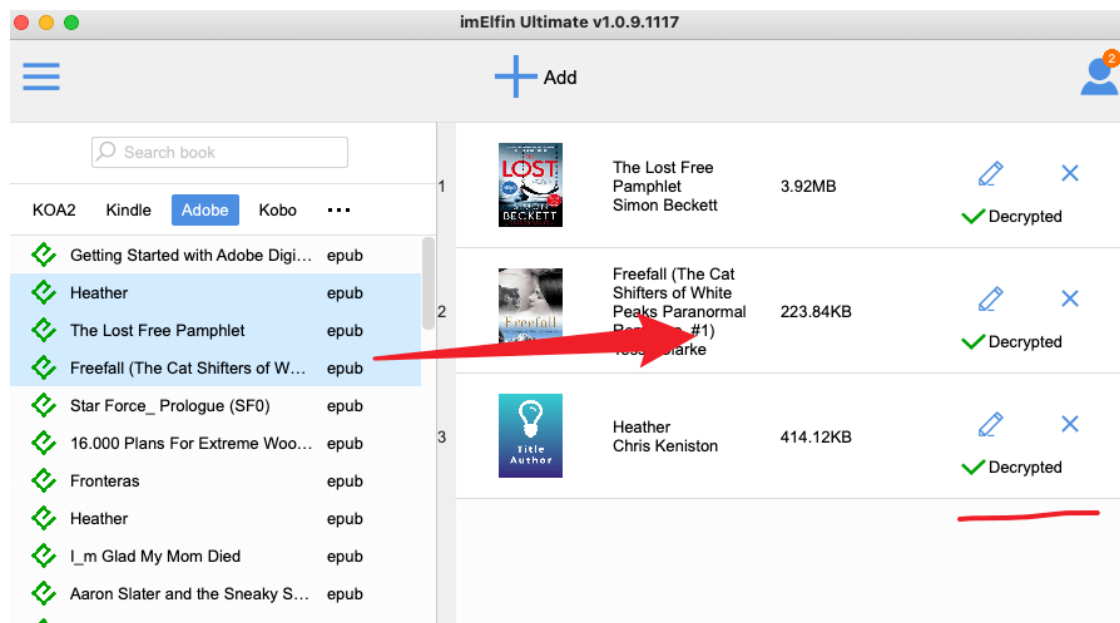 imElfin Ultimate v1.0.9.1117
Add
2
Search book
KOA2 Kindle Adobe Kobo ...
Getting Started with Adobe Digi... epub
Heather epub
The Lost Free Pamphlet epub
Freefall (The Cat Shifters of W... epub
Star Force_ Prologue (SF0) epub
16.000 Plans For Extreme Woo... epub
Fronteras epub
Heather epub
I_m Glad My Mom Died epub
Aaron Slater and the Sneaky S... epub
1
LOST
SIMON
BECKETT
The Lost Free
Pamphlet
Simon Beckett
3.92MB
Decrypted
2
Freefall
Freefall (The Cat
Shifters of White
Peaks Paranormal
#1)
223.84KB
Decrypted
3
Title
Author
Heather
Chris Keniston
414.12KB
Decrypted